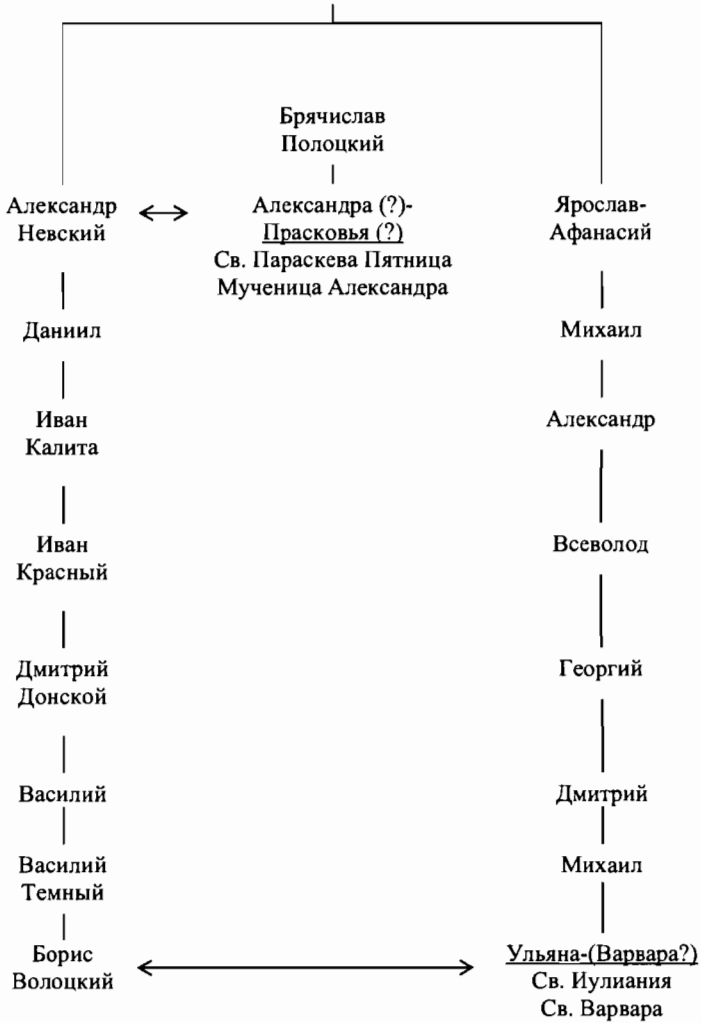 Брячислав
Полоцкий
Александр
Невский
Александра (?)-
Прасковья (?)
Св. Параскева Пятница
Мученица Александра
Ярослав-
Афанасий
Даниил
Михаил
Иван
Калита
Александр
Иван
Красный
Всеволод
Дмитрий
Донской
Георгий
Василий
Дмитрий
Василий
Темный
Михаил
Борис
Волоцкий
Ульяна-(Варвара?)
Св. Иулиания
Св. Варвара